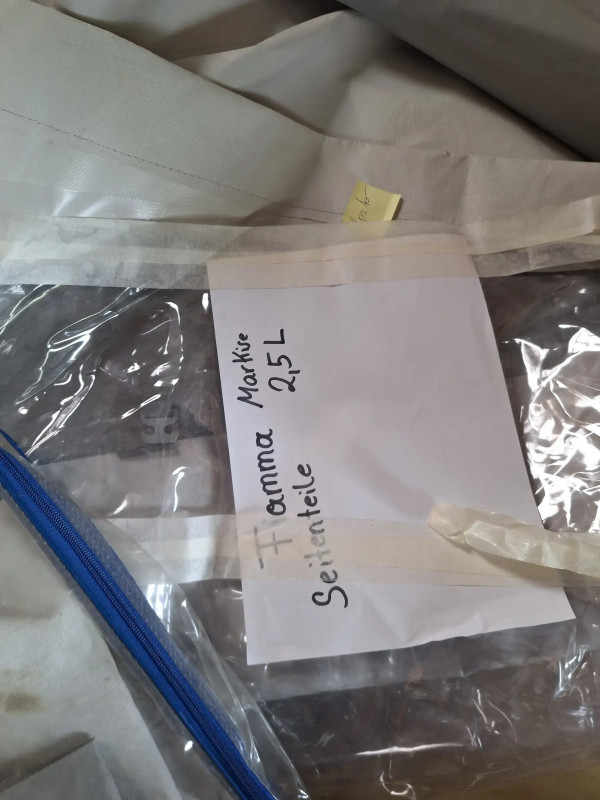 Fiamma Markise
2,5 L
Seitenteile